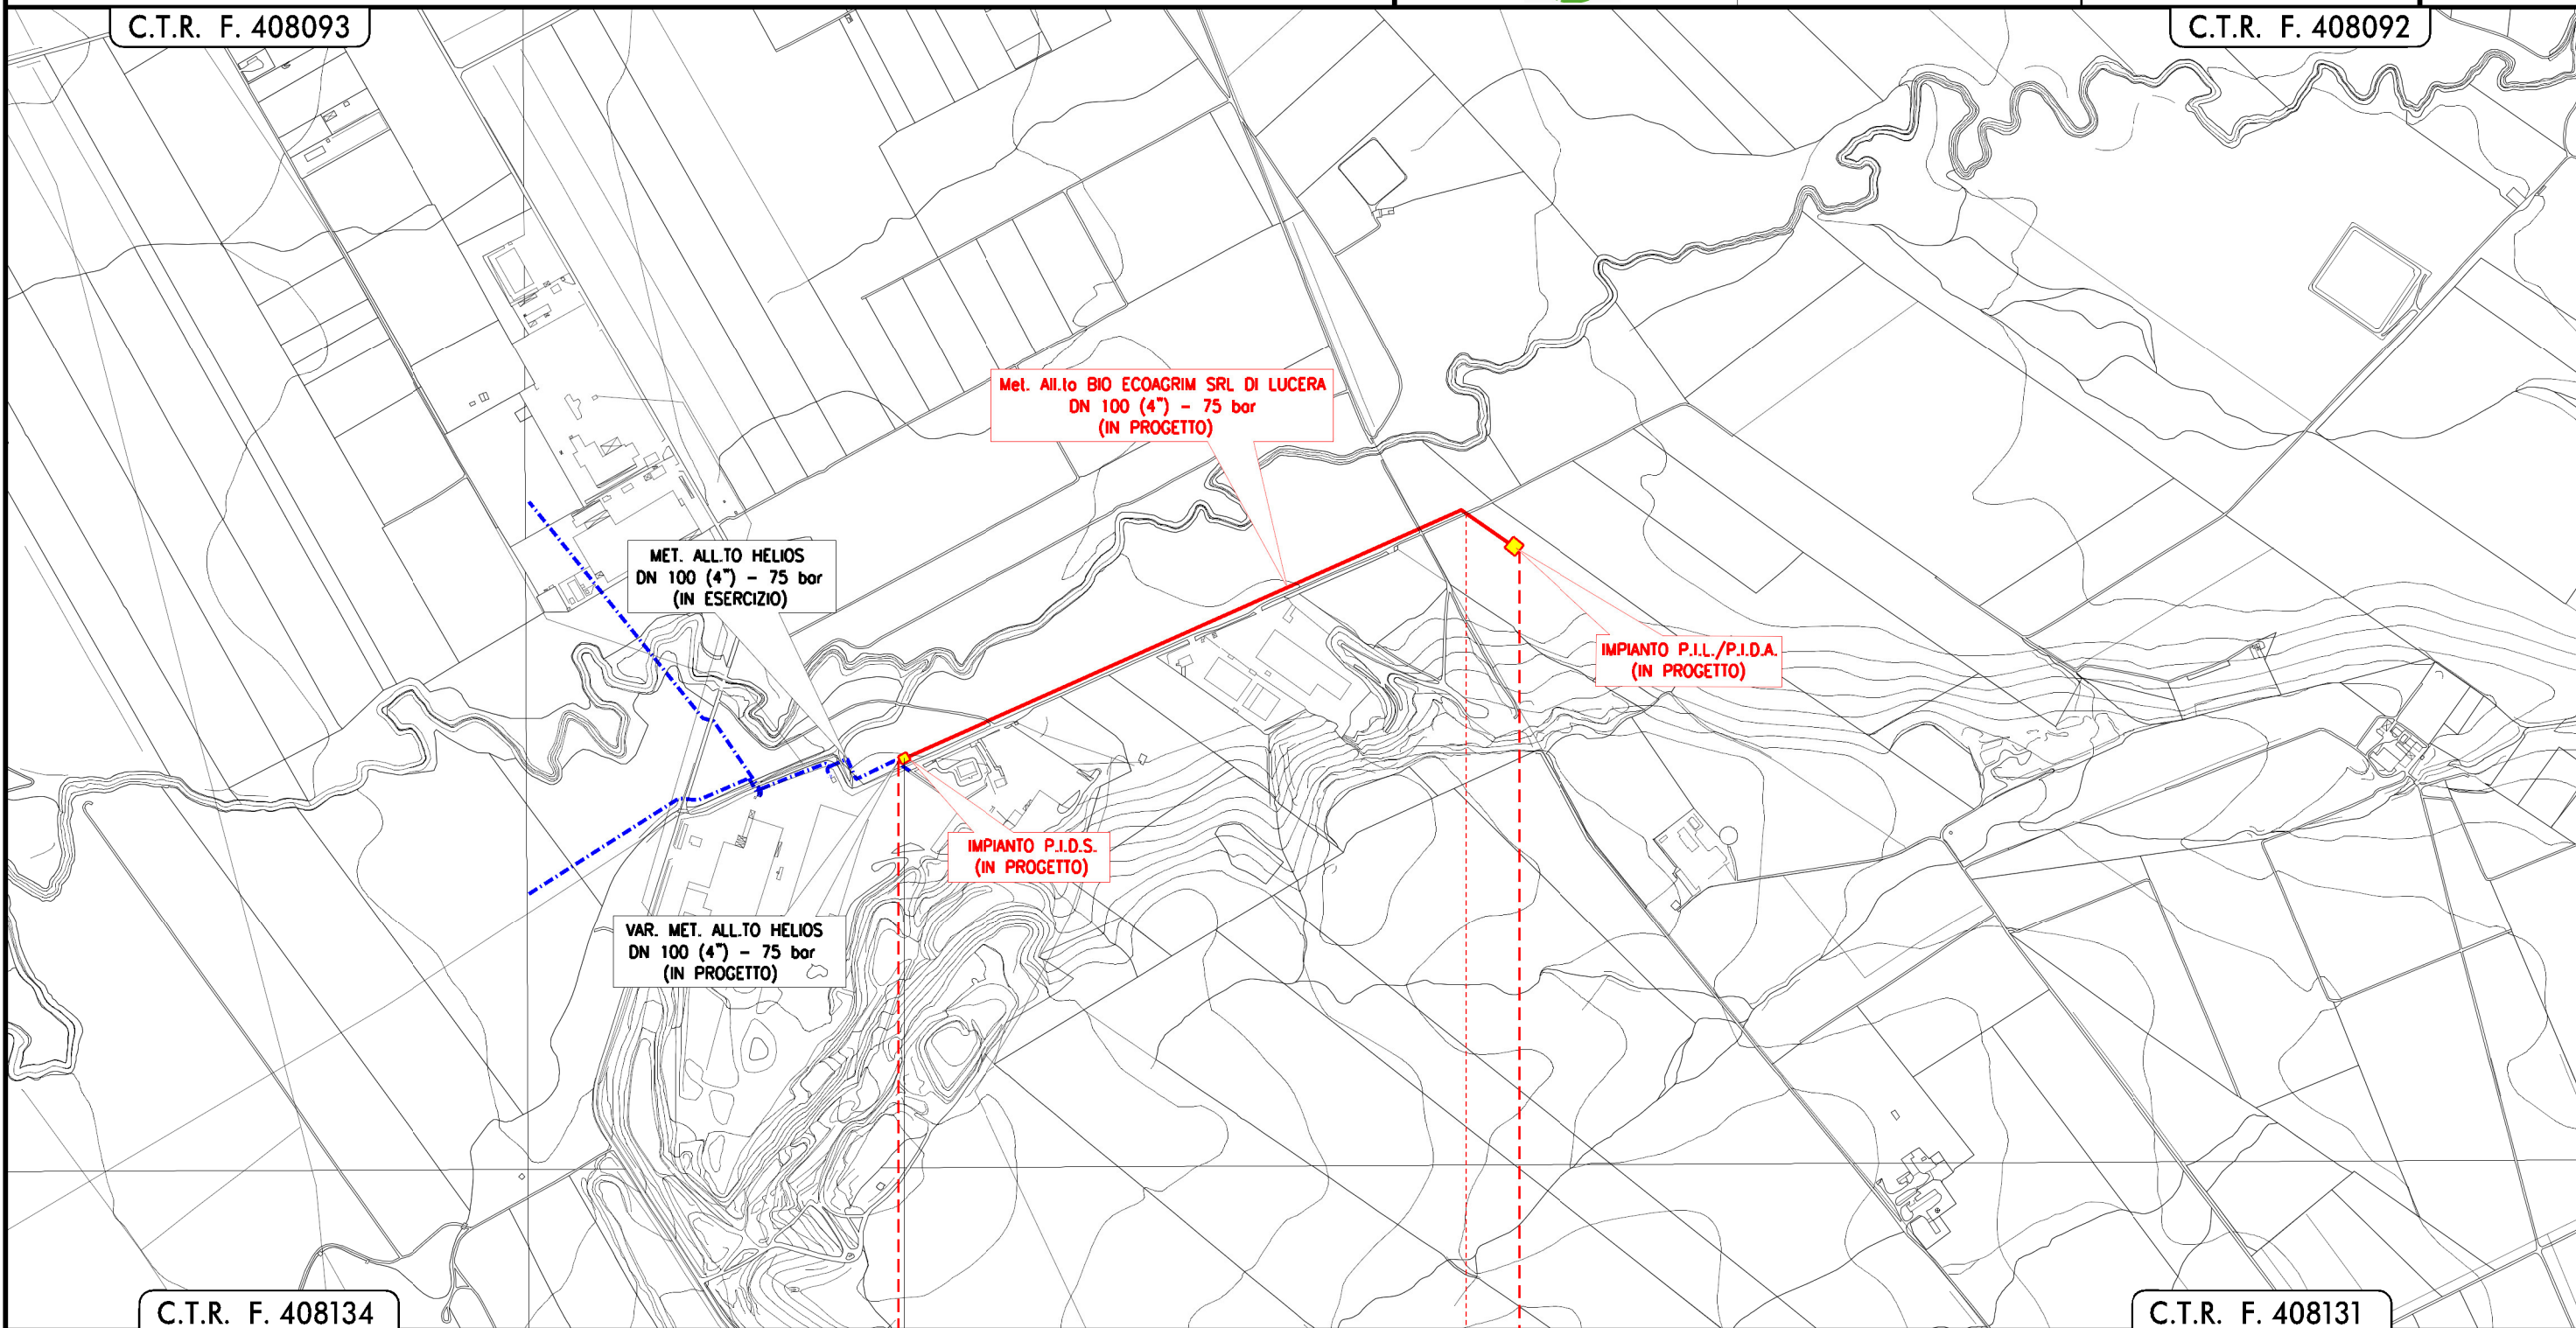 C.T.R. F. 408093
C.T.R. F. 408092
Met. All.to BIO ECOAGRIM SRL DI LUCERA
DN 100 (4") - 75 bar
(IN PROGETTO)
MET. ALL.TO HELIOS
DN 100 (4") - 75 bar
(IN ESERCIZIO)
IMPIANTO P.I.L./P.I.D.A.
(IN PROGETTO)
IMPIANTO P.I.D.S.
(IN PROGETTO)
VAR. MET. ALL.TO HELIOS
DN 100 (4") - 75 bar
(IN PROGETTO)
C.T.R. F. 408134
C.T.R. F. 408131